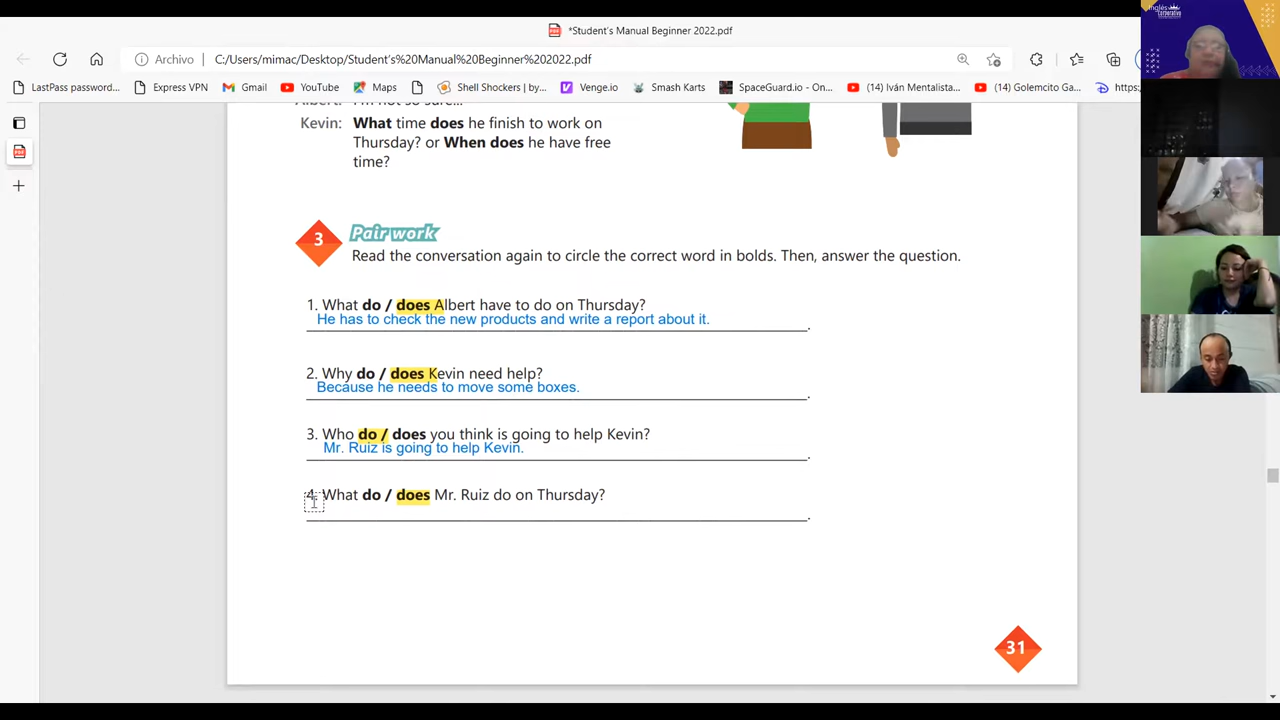 *Student's Manual Beginner 2022.pdf
Archivo | C:/Users/mimac/Desktop/Student's%20Manual%20Beginner%202022.pdf
LastPass password... Express VPN Gmail YouTube Maps Shell Shockers | by... Venge.io Smash Karts SpaceGuard.io - On... (14) Iván Mentalista... (14) Golemcito Ga... https:
Albert: I'm not so sure...
Kevin: What time does he finish to work on
Thursday? or When does he have free
time?
3 Pair work
Read the conversation again to circle the correct word in bolds. Then, answer the question.
1. What do / does Albert have to do on Thursday?
He has to check the new products and write a report about it.
2. Why do / does Kevin need help?
Because he needs to move some boxes.
3. Who do / does you think is going to help Kevin?
Mr. Ruiz is going to help Kevin.
4. What do / does Mr. Ruiz do on Thursday?
31
Inglés
Corporativo